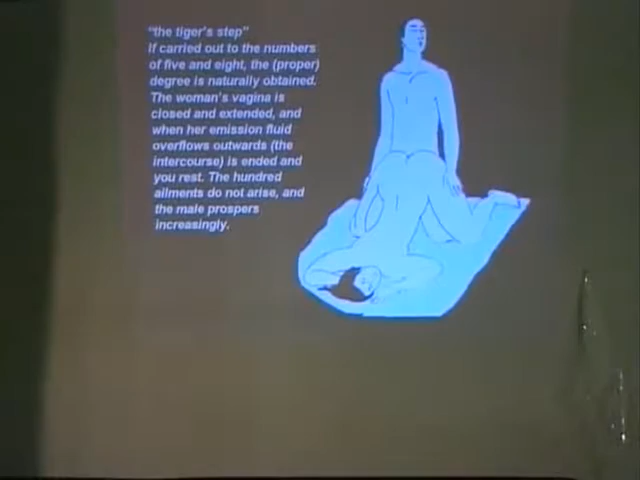 "the tiger's step"
If carried out to the numbers
of five and eight, the (proper)
degree is naturally obtained.
The woman's vagina is
closed and extended, and
when her emission fluid
overflows outwards (the
intercourse) is ended and
you rest. The hundred
ailments do not arise, and
the male prospers
increasingly.